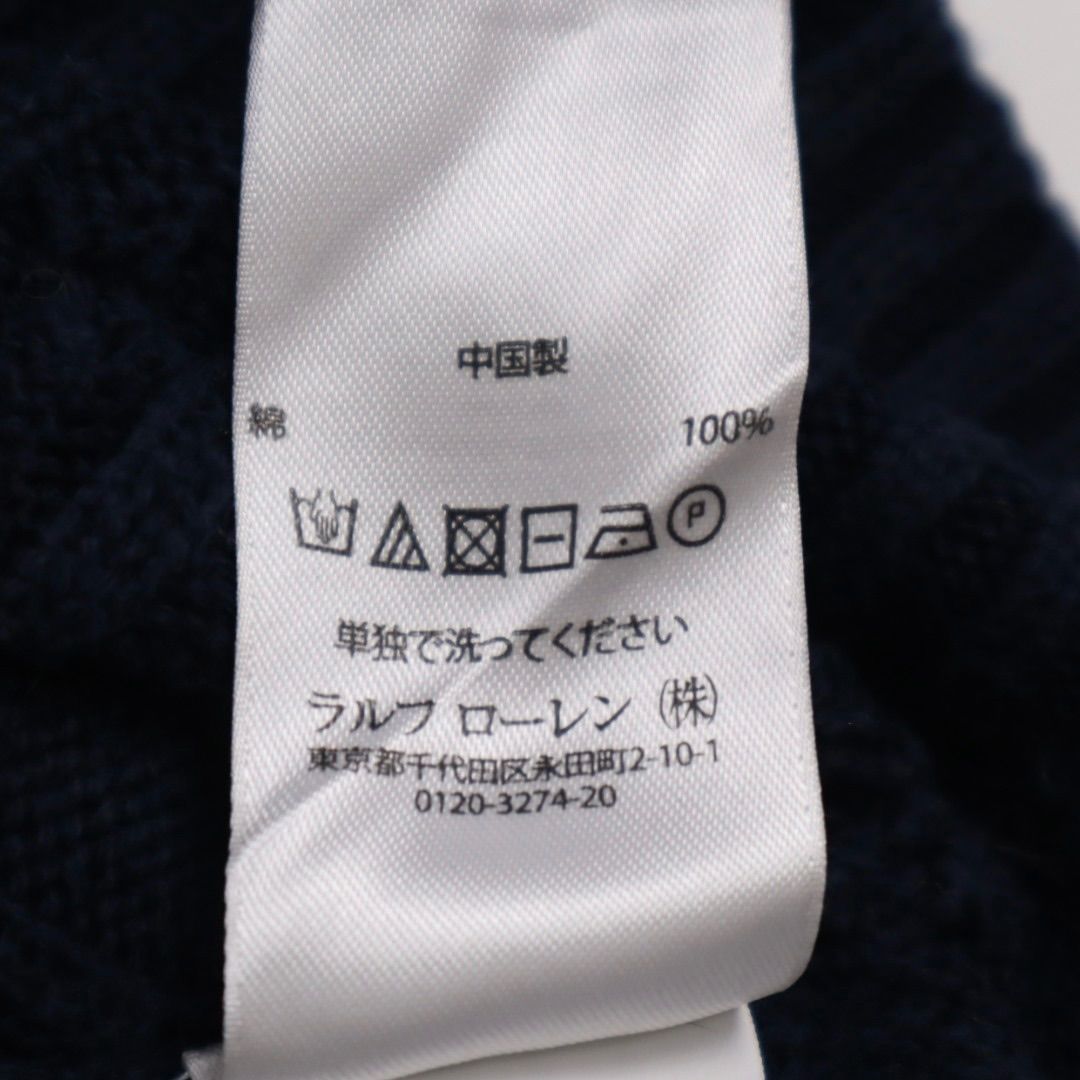 中国製
綿 100%
P
単独で洗ってください
ラルフ ローレン ㈱
東京都千代田区永田町2-10-1
0120-3274-20